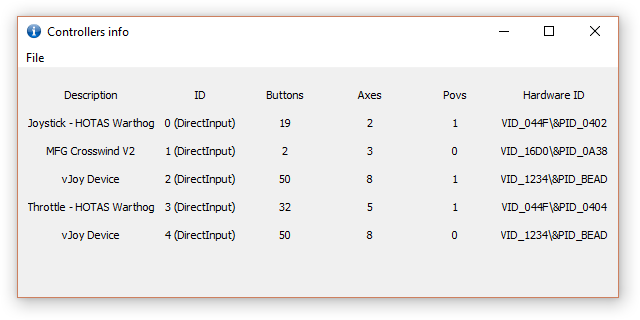 Controllers info
File
Description ID Buttons Axes Povs Hardware ID
Joystick - HOTAS Warthog 0 (DirectInput) 19 2 1 VID_044F\&PID_0402
MFG Crosswind V2 1 (DirectInput) 2 3 0 VID_16D0\&PID_0A38
vJoy Device 2 (DirectInput) 50 8 1 VID_1234\&PID_BEAD
Throttle - HOTAS Warthog 3 (DirectInput) 32 5 1 VID_044F\&PID_0404
vJoy Device 4 (DirectInput) 50 8 0 VID_1234\&PID_BEAD